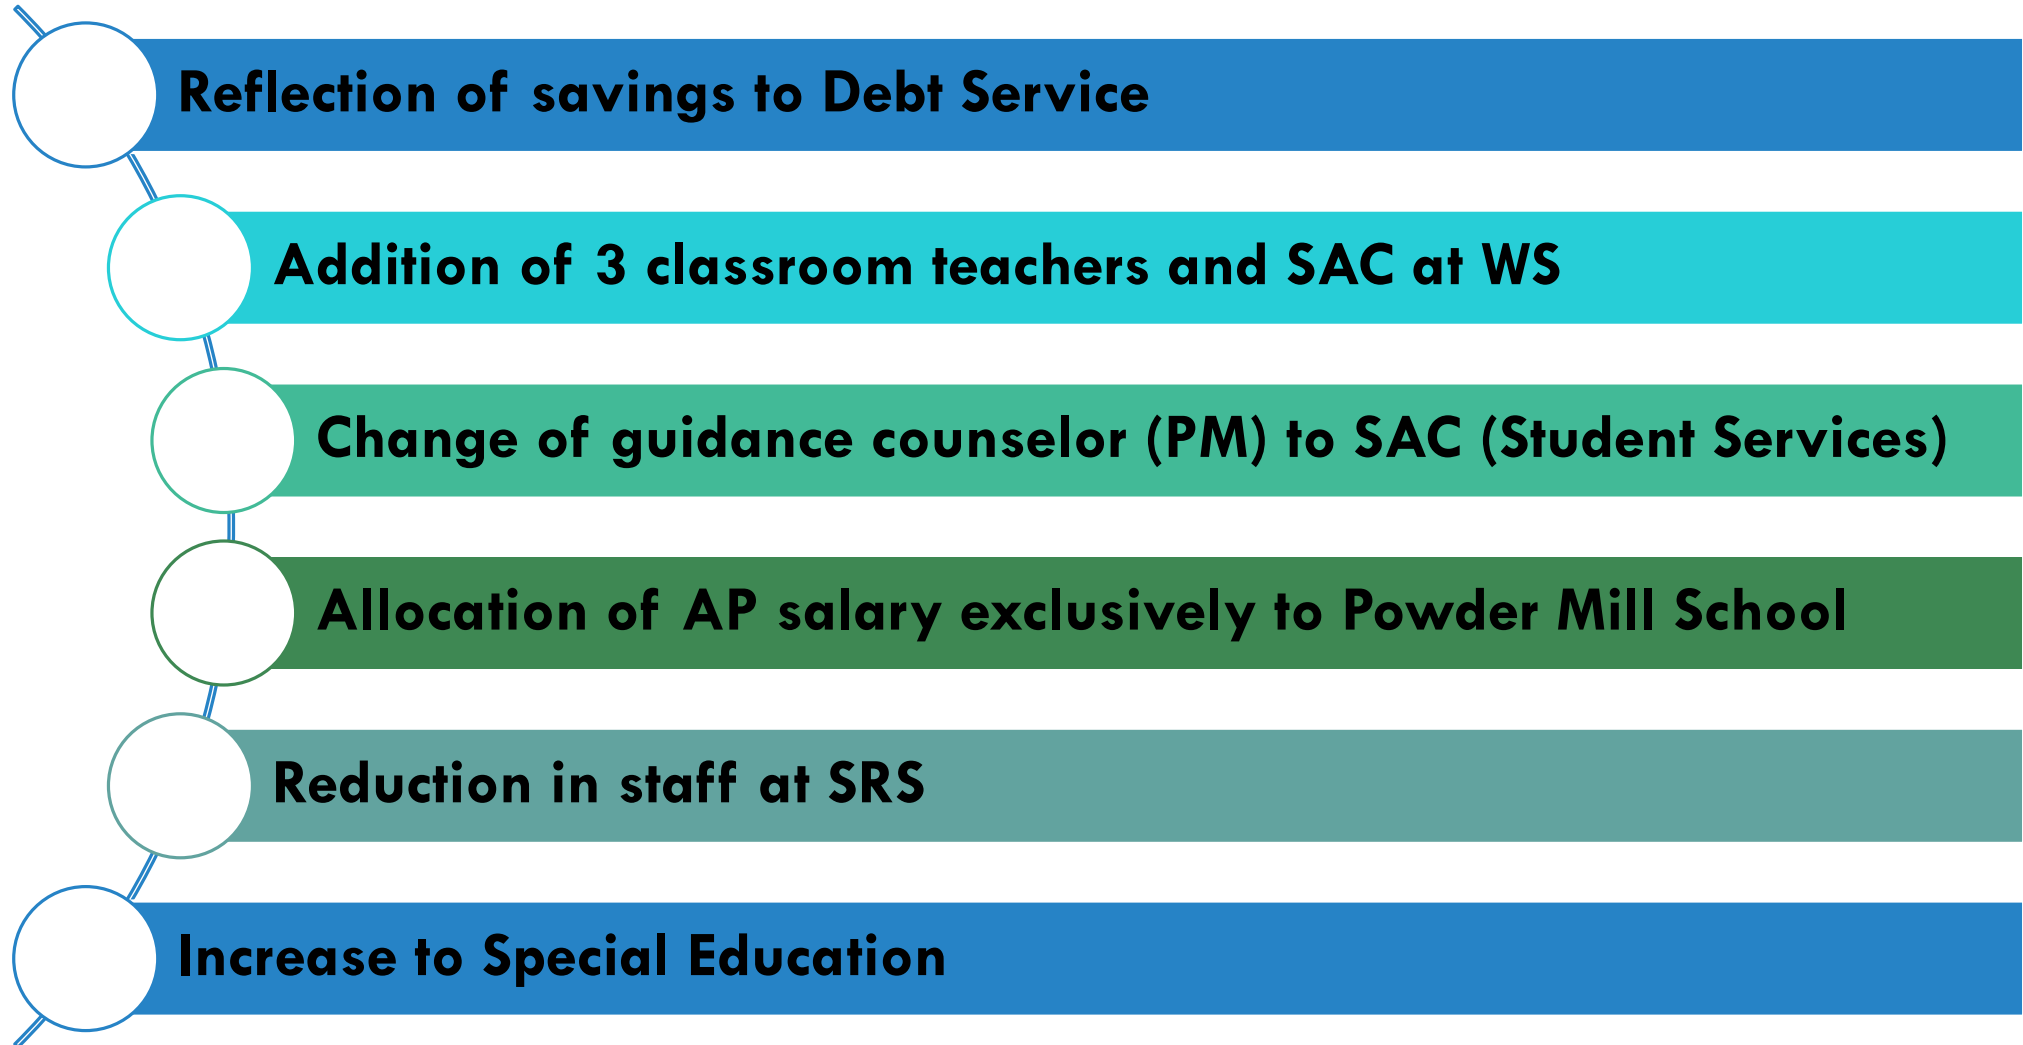 Reflection of savings to Debt Service
Addition of 3 classroom teachers and SAC at WS
Change of guidance counselor (PM) to SAC (Student Services)
Allocation of AP salary exclusively to Powder Mill School
Reduction in staff at SRS
Increase to Special Education